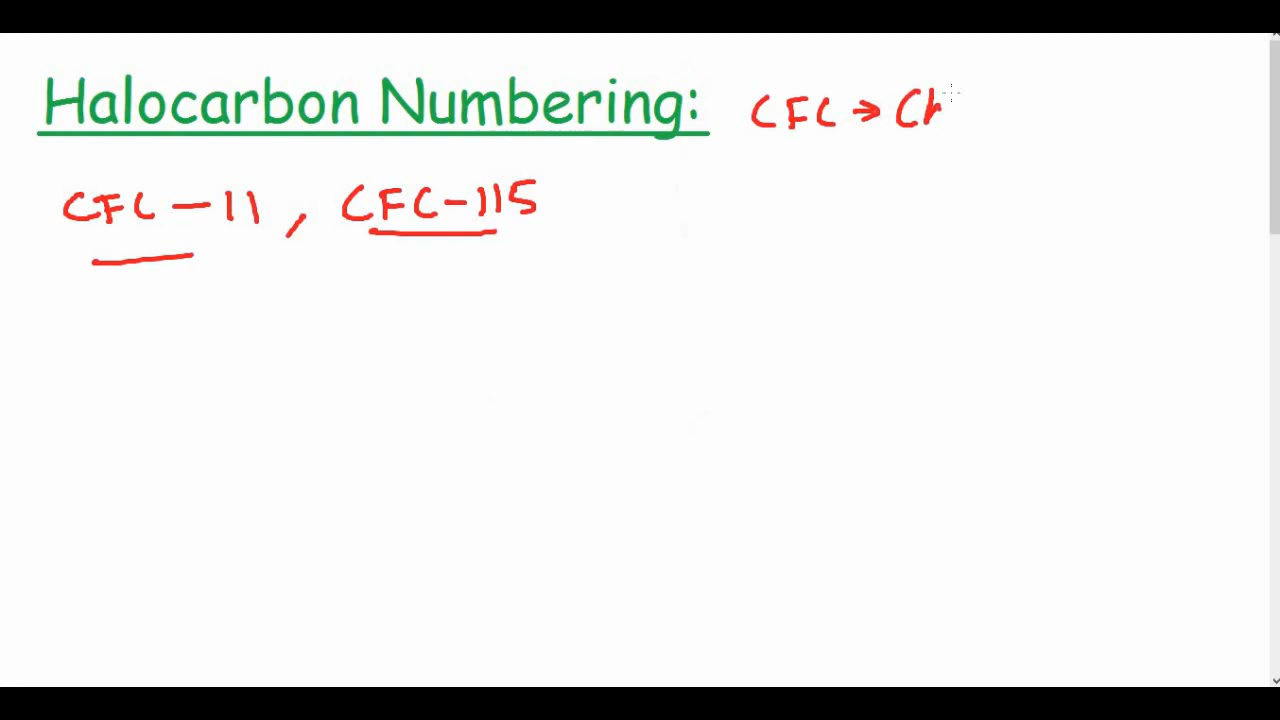 Halocarbon Numbering: CFC → Ch
CFC - 11, CFC-115